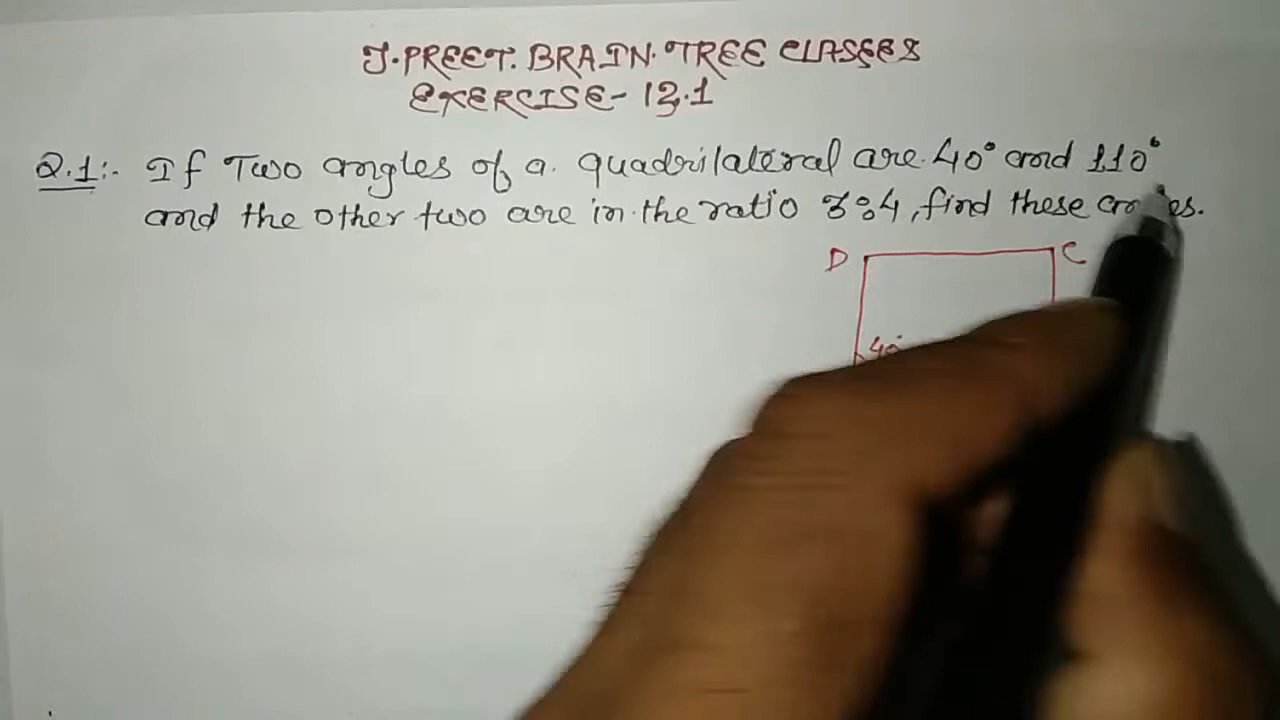 J. PREET. BRAIN. TREE CLASSES
EXERCISE- 13.1
Q.1:- If Two angles of a quadrilateral are 40° and 110°
and the other two are in the ratio 3:4, find these
D C
40°